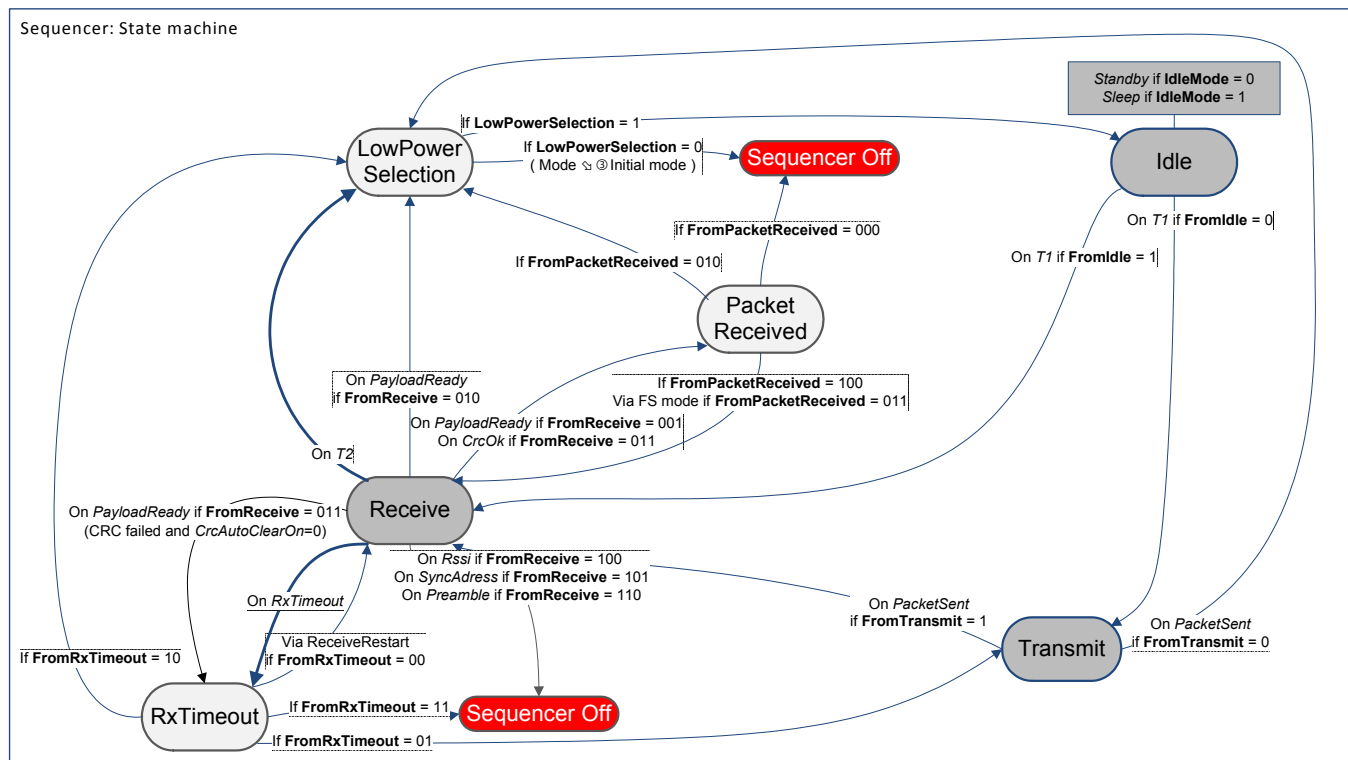 Sequencer: State machine
Standby if IdleMode = 0
Sleep if IdleMode = 1
If LowPowerSelection = 1
LowPower
Selection
If LowPowerSelection = 0
( Mode ⇘ ③ Initial mode )
Sequencer Off
Idle
On T1 if FromIdle = 0
If FromPacketReceived = 000
On T1 if FromIdle = 1
If FromPacketReceived = 010
Packet
Received
On PayloadReady
if FromReceive = 010
If FromPacketReceived = 100
Via FS mode if FromPacketReceived = 011
On PayloadReady if FromReceive = 001
On CrcOk if FromReceive = 011
On T2
Receive
On PayloadReady if FromReceive = 011
(CRC failed and CrcAutoClearOn=0)
On Rssi if FromReceive = 100
On SyncAdress if FromReceive = 101
On Preamble if FromReceive = 110
On RxTimeout
On PacketSent
if FromTransmit = 1
On PacketSent
if FromTransmit = 0
Transmit
Via ReceiveRestart
if FromRxTimeout = 00
If FromRxTimeout = 10
RxTimeout
If FromRxTimeout = 11
Sequencer Off
If FromRxTimeout = 01